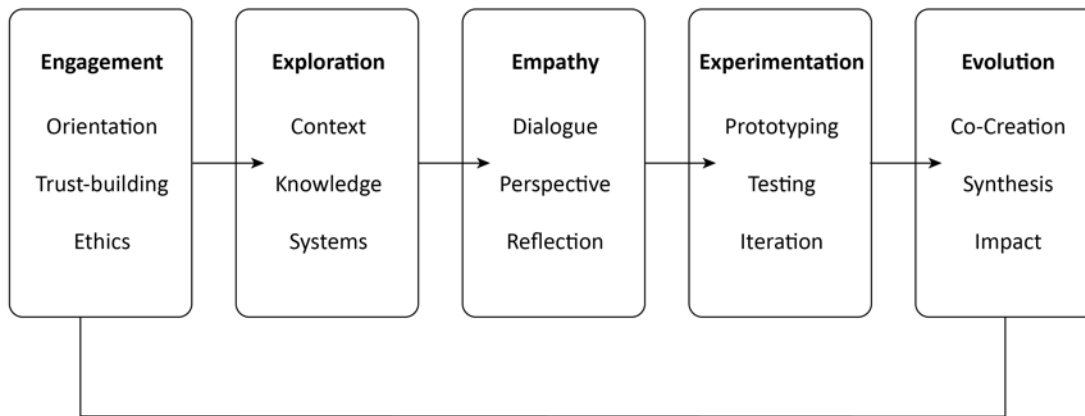 Engagement
Orientation
Trust-building
Ethics
Exploration
Context
Knowledge
Systems
Empathy
Dialogue
Perspective
Reflection
Experimentation
Prototyping
Testing
Iteration
Evolution
Co-Creation
Synthesis
Impact